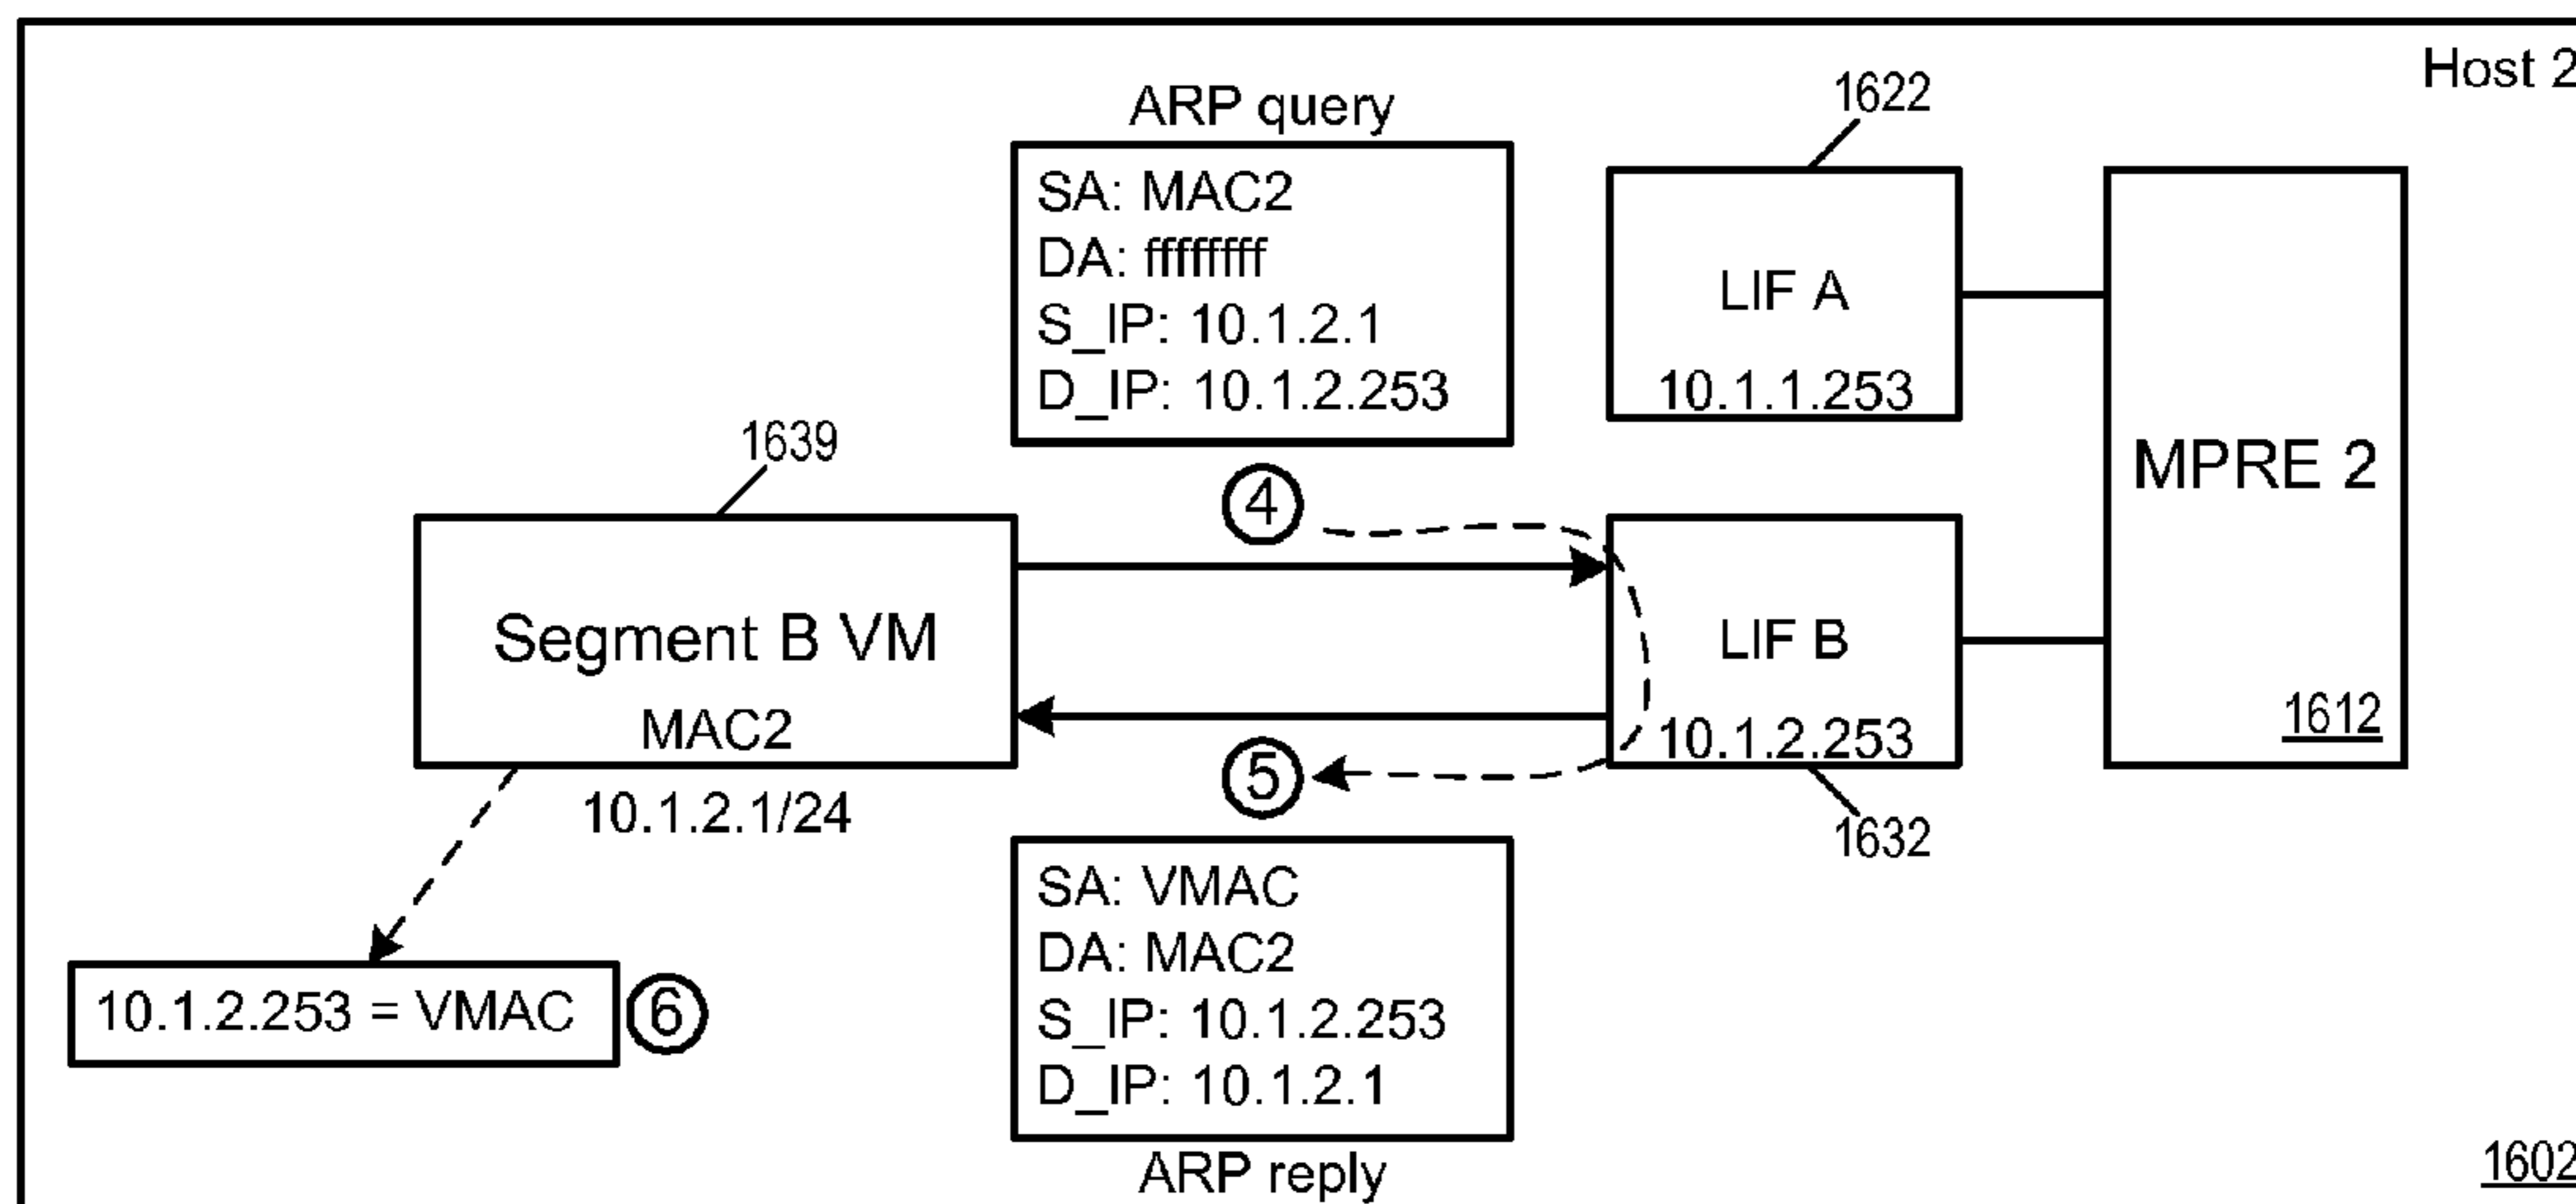 Host 2
1622
ARP query
SA: MAC2
DA: fffffffff
S_IP: 10.1.2.1
D_IP: 10.1.2.253
LIF A
10.1.1.253
MPRE 2
1612
1639
4
Segment B VM
MAC2
10.1.2.1/24
LIF B
10.1.2.253
1632
5
SA: VMAC
DA: MAC2
S_IP: 10.1.2.253
D_IP: 10.1.2.1
ARP reply
10.1.2.253 = VMAC
6
1602